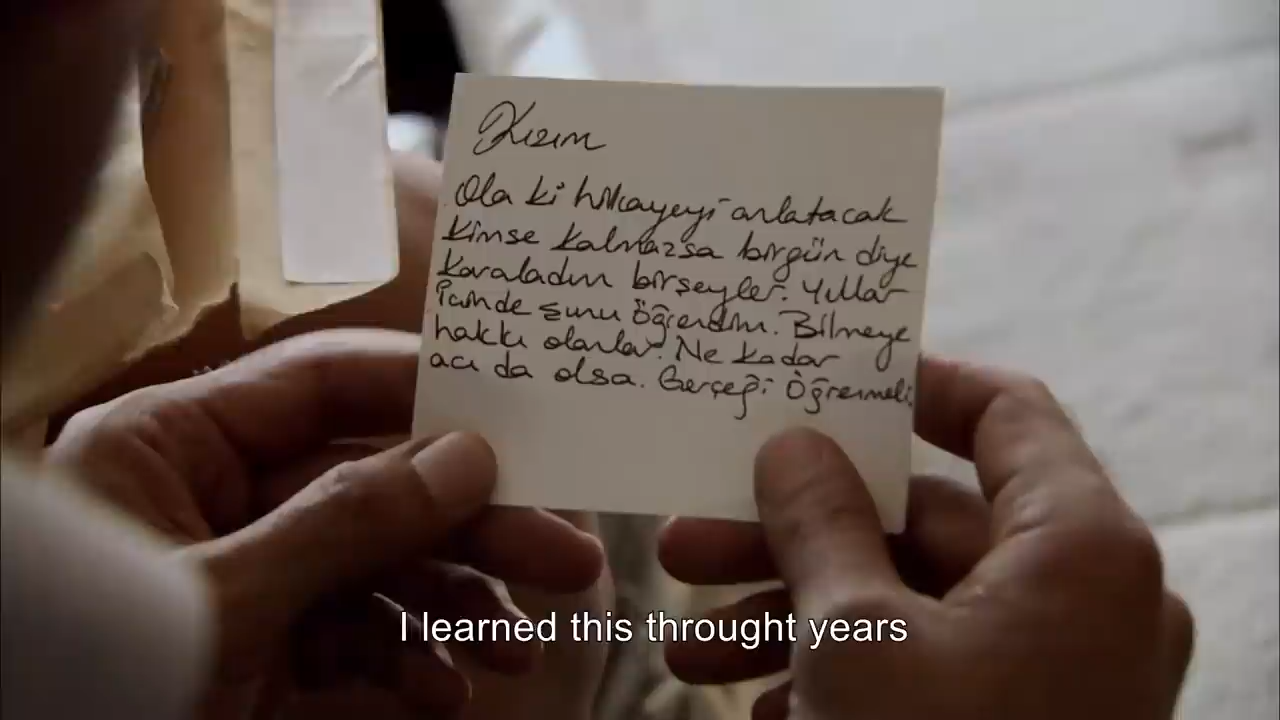 Kızım
Ola ki hikayeyi anlatacak
kimse kalmazsa birgün diye
karaladım birşeyler. Yıllar
içinde şunu öğrendim. Bilmeye
hakkı olanlar. Ne kadar
acı da olsa. Gerçeği Öğrenmeli.
I learned this throught years